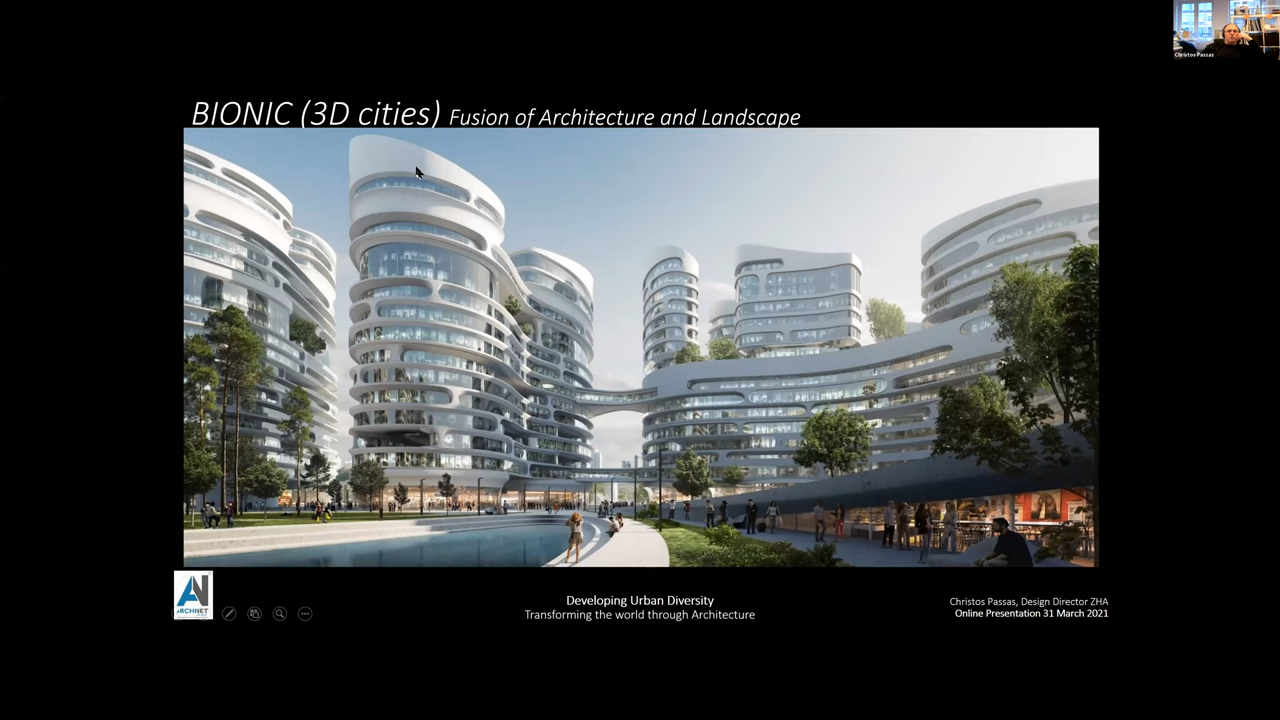 Christos Passas
BIONIC (3D cities) Fusion of Architecture and Landscape
ARCHNET
Developing Urban Diversity
Transforming the world through Architecture
Christos Passas, Design Director ZHA
Online Presentation 31 March 2021